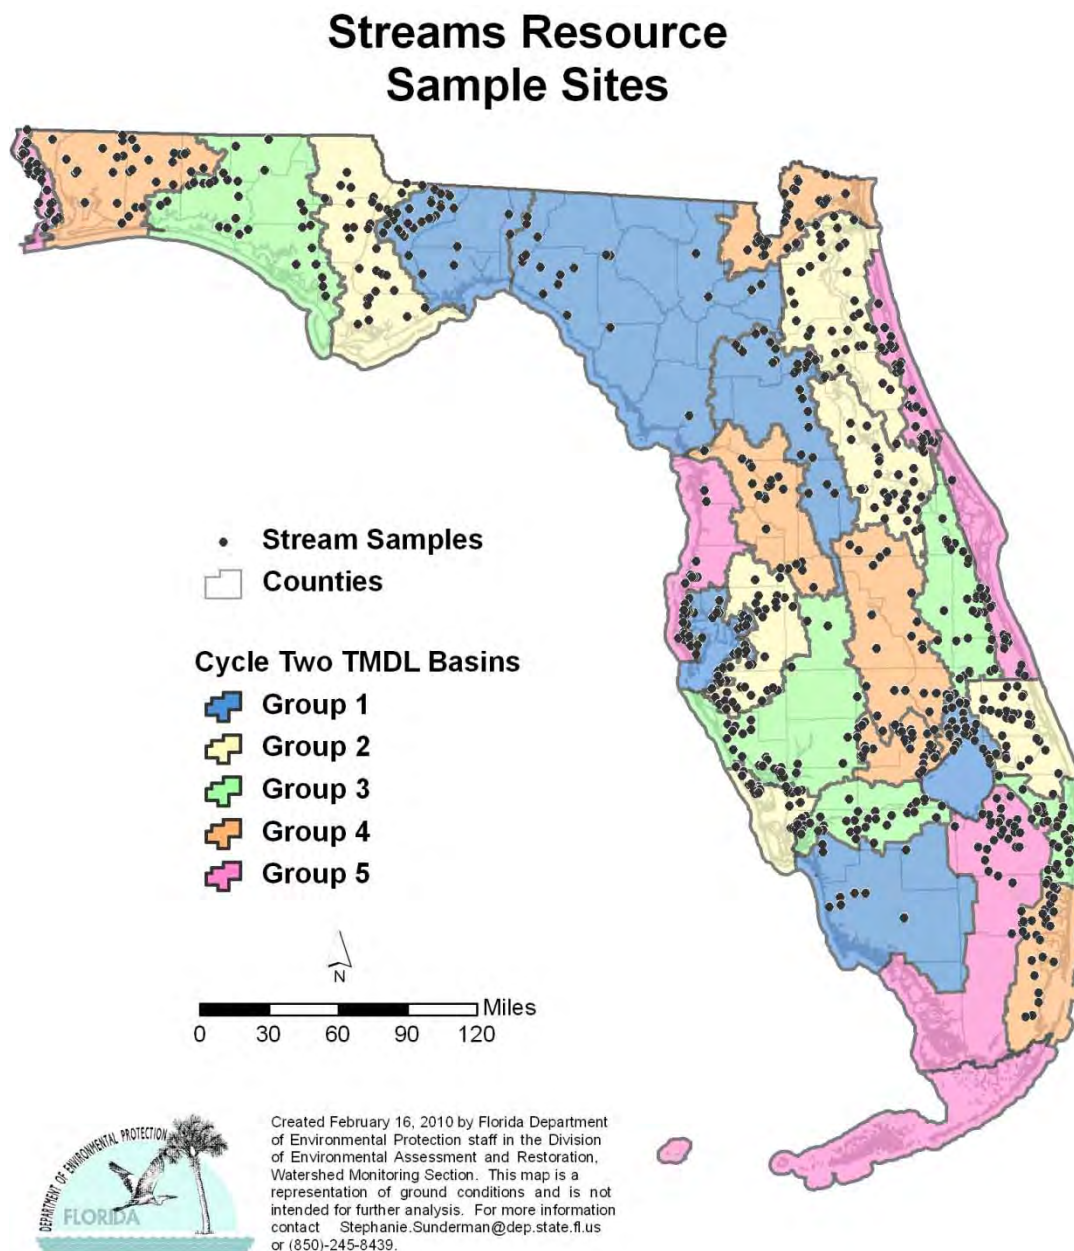 Streams Resource
Sample Sites
Stream Samples
Counties
Cycle Two TMDL Basins
Group 1
Group 2
Group 3
Group 4
Group 5
N
Miles
0 30 60 90 120
DEPARTMENT OF ENVIRONMENTAL PROTECTION
FLORIDA
Created February 16, 2010 by Florida Department
of Environmental Protection staff in the Division
of Environmental Assessment and Restoration,
Watershed Monitoring Section. This map is a
representation of ground conditions and is not
intended for further analysis. For more information
contact Stephanie.Sunderman@dep.state.fl.us
or (850)-245-8439.